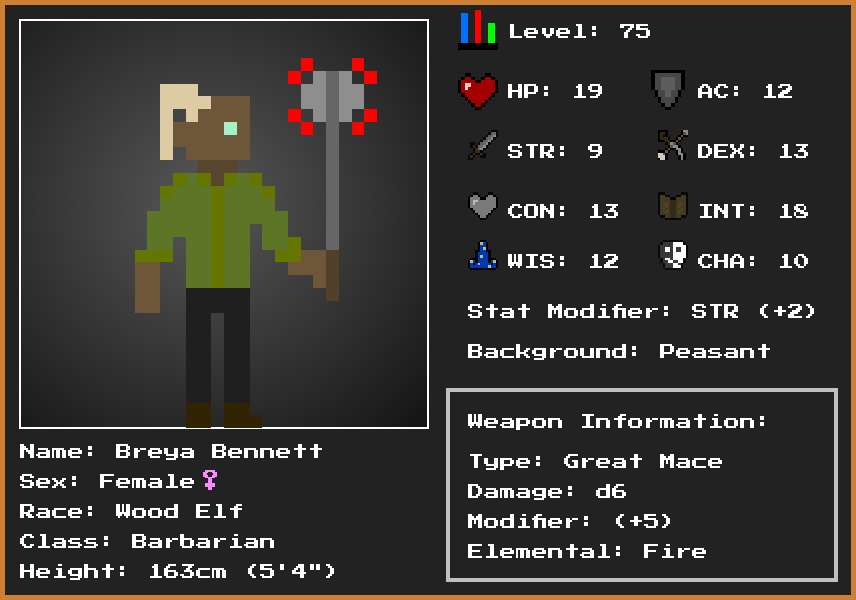 Level: 75
HP: 19
AC: 12
STR: 9
DEX: 13
CON: 13
INT: 18
WIS: 12
CHA: 10
Stat Modifier: STR (+2)
Background: Peasant
Weapon Information:
Type: Great Mace
Damage: d6
Modifier: (+5)
Elemental: Fire
Name: Breya Bennett
Sex: Female♀
Race: Wood Elf
Class: Barbarian
Height: 163cm (5'4")